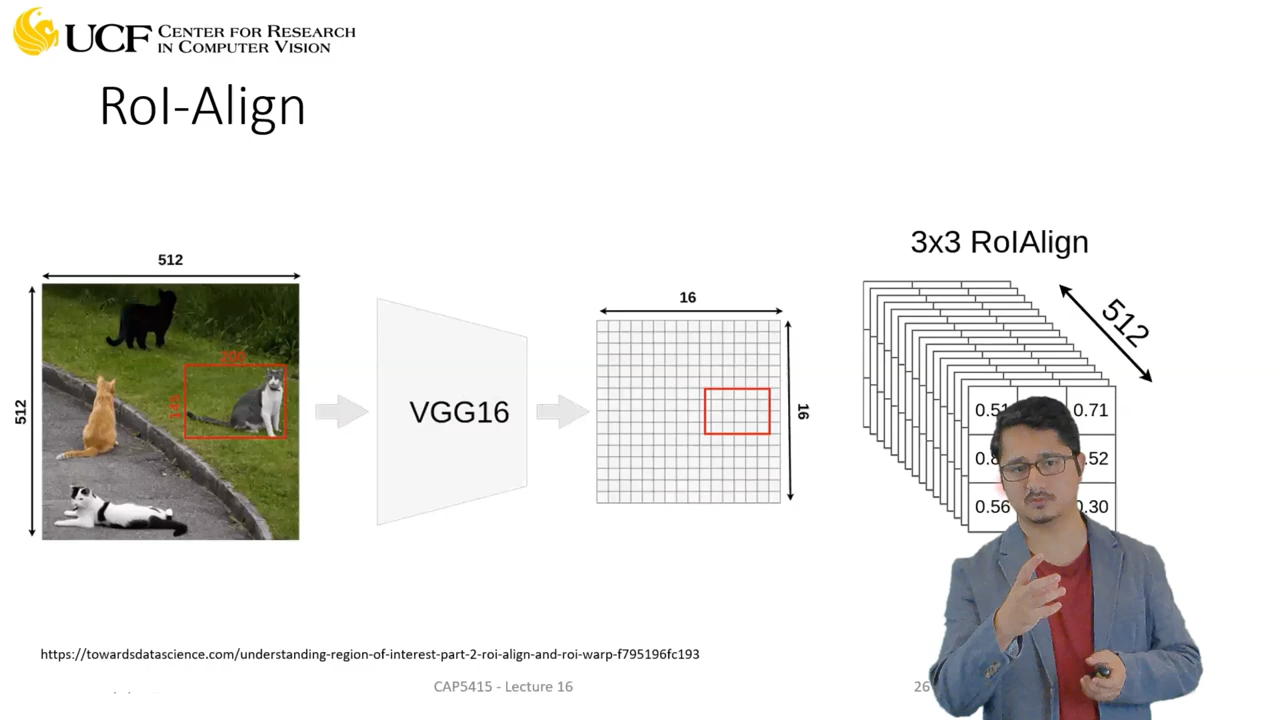 UCF CENTER FOR RESEARCH
IN COMPUTER VISION
RoI-Align
3x3 RoIAlign
512
512
200
145
VGG16
16
16
512
0.51
0.71
.52
0.56
0.30
https://towardsdatascience.com/understanding-region-of-interest-part-2-roi-align-and-roi-warp-f795196fc193
CAP5415 - Lecture 16
26